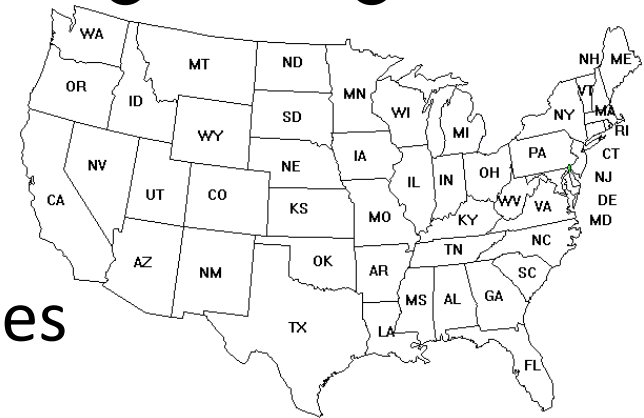 WA
MT
ND
MN
OR
ID
SD
WI
MI
NY
VT
NH
ME
MA
RI
CT
NJ
DE
MD
WY
IA
NE
PA
NV
UT
CO
IL
IN
OH
WV
VA
CA
KS
MO
KY
NC
TN
AZ
NM
OK
AR
SC
MS
AL
GA
TX
LA
FL
es